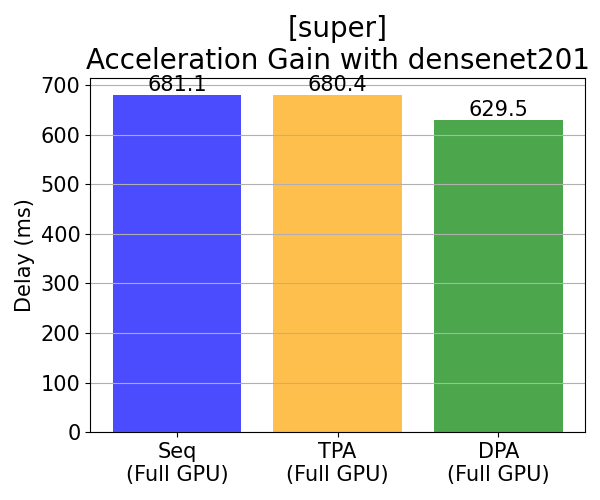 [super]
Acceleration Gain with densenet201
700
600
500
400
300
200
100
0
Delay (ms)
681.1
680.4
629.5
Seq
(Full GPU)
TPA
(Full GPU)
DPA
(Full GPU)